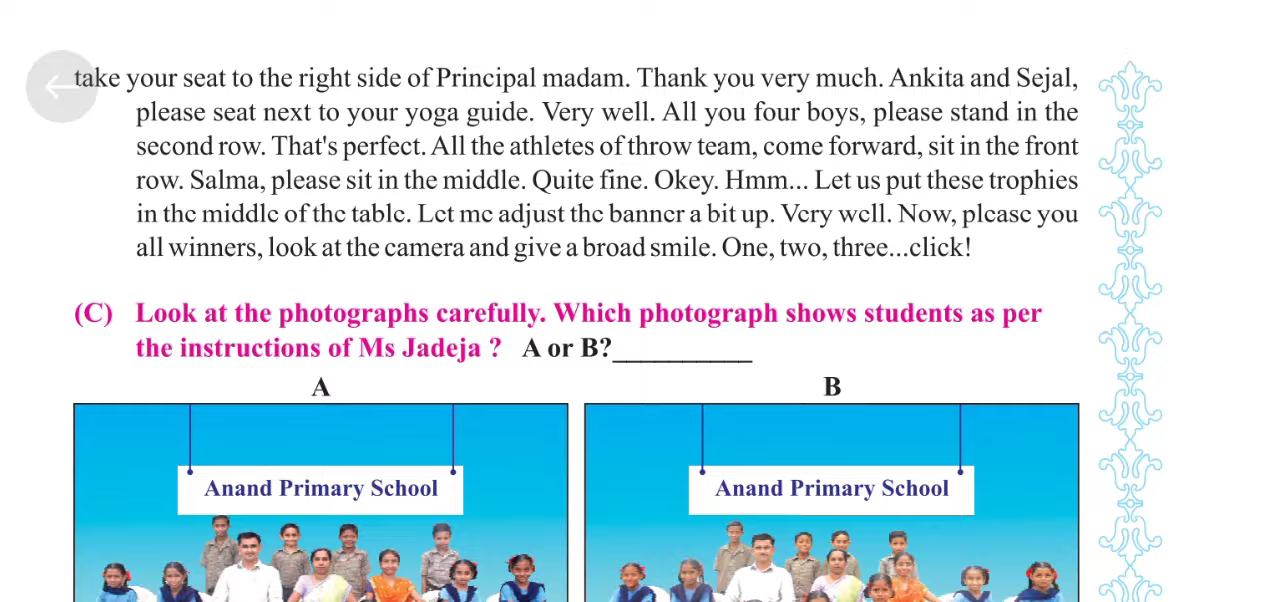 take your seat to the right side of Principal madam. Thank you very much. Ankita and Sejal,
please seat next to your yoga guide. Very well. All you four boys, please stand in the
second row. That's perfect. All the athletes of throw team, come forward, sit in the front
row. Salma, please sit in the middle. Quite fine. Okey. Hmm... Let us put these trophies
in the middle of the table. Let me adjust the banner a bit up. Very well. Now, please you
all winners, look at the camera and give a broad smile. One, two, three...click!
(C) Look at the photographs carefully. Which photograph shows students as per
the instructions of Ms Jadeja ? A or B?__________
A
B
Anand Primary School
Anand Primary School